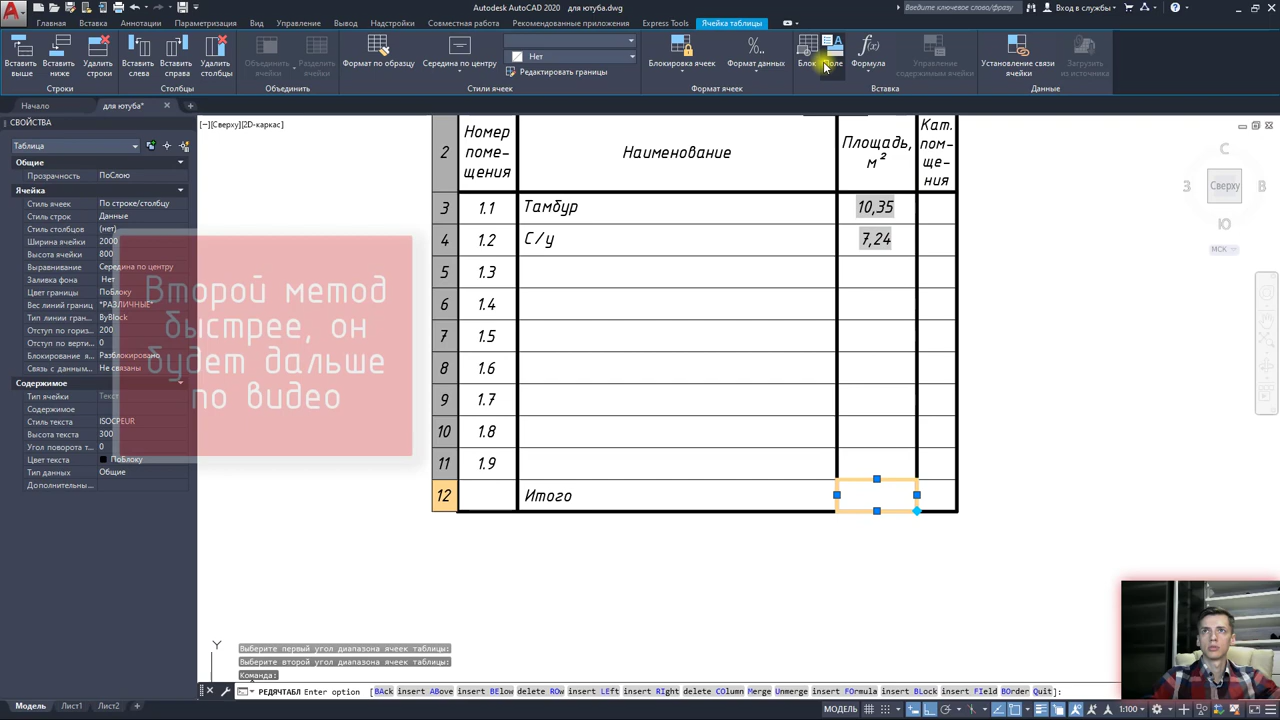 Autodesk AutoCAD 2020 для ютуба.dwg
Введите ключевое слово/фразу
Вход в службы
Главная Вставка Аннотации Параметризация Вид Управление Вывод Надстройки Совместная работа Рекомендованные приложения Express Tools Ячейка таблицы
Вставить выше
Вставить ниже
Удалить строки
Вставить слева
Вставить справа
Удалить столбцы
Объединить ячейки
Разделить ячейки
Формат по образцу
Середина по центру
Нет
Редактировать границы
Блокировка ячеек
Формат данных
Блок
Поле
Формула
Управление содержимым ячейки
Установление связи ячейки
Загрузить из источника
Строки Столбцы Объединить Стили ячеек Формат ячеек Вставка Данные
Начало для ютуба*
СВОЙСТВА
[−][Сверху][2D-каркас]
Таблица
Общие
Прозрачность ПоСлою
Ячейка
Стиль ячеек По строке/столбцу
Стиль строк Данные
Стиль столбцов (нет)
Ширина ячейки 2000
Высота ячейки 800
Выравнивание Середина по центру
Заливка фона Нет
Цвет границы ПоБлоку
Вес линий границ *РАЗЛИЧНЫЕ*
Тип линии гран... ByBlock
Отступ по гориз... 200
Отступ по верти... 0
Блокировка я... Разблокировано
Связь с данным... Не связаны
Содержимое
Тип ячейки Текст
Содержимое
Стиль текст ISOCPEUR
Высота текст 300
Угол поворота т... 0
Цвет текста ПоБлоку
Тип данных Общие
Дополнительны...
Второй метод
быстрее, он
будет дальше
по видео
2 Номер поме- щения Наименование Площадь, м² Кат. пом- ще- ния
3 1.1 Тамбур 10,35
4 1.2 С/у 7,24
5 1.3
6 1.4
7 1.5
8 1.6
9 1.7
10 1.8
11 1.9
12 Итого
С
З Сверху В
Ю
МСК
Y
Выберите первый угол диапазона ячеек таблицы:
Выберите второй угол диапазона ячеек таблицы:
Команда:
РЕДЯЧТАБЛ Enter option [BAck insert ABove insert BElow delete ROw insert LEft insert RIght delete COlumn Merge Unmerge insert FOrmula insert BLock insert FIeld BOrder Quit]:
Модель Лист1 Лист2 +
МОДЕЛЬ
1:100